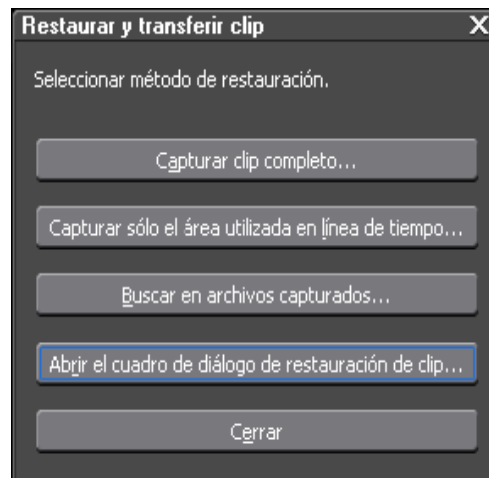 Restaurar y transferir clip X
Seleccionar método de restauración.
Capturar clip completo...
Capturar sólo el área utilizada en línea de tiempo...
Buscar en archivos capturados...
Abrir el cuadro de diálogo de restauración de clip...
Cerrar